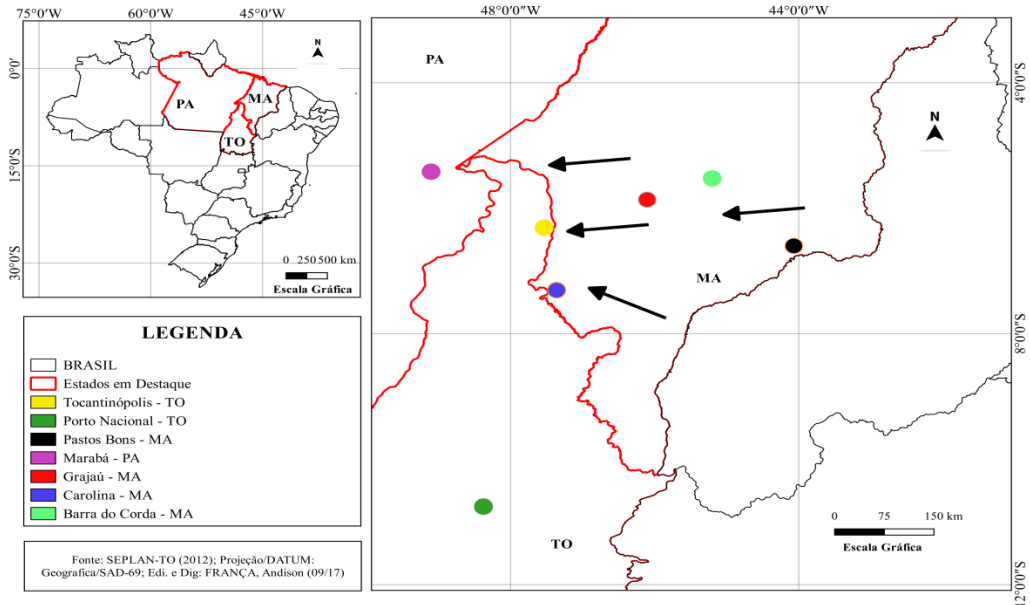 75°0'0"W 60°0'0"W 45°0'0"W
N
0°0'
15°0'S
30°0'S
PA
MA
TO
0 250 500 km
Escala Gráfica
LEGENDA
BRASIL
Estados em Destaque
Tocantinópolis - TO
Porto Nacional - TO
Pastos Bons - MA
Marabá - PA
Grajaú - MA
Carolina - MA
Barra do Corda - MA
Fonte: SEPLAN-TO (2012); Projeção/DATUM:
Geografica/SAD-69; Edi. e Dig: FRANÇA, Andison (09/17)
48°0'0"W 44°0'0"W
PA
4°0'0"S
N
MA
8°0'0"S
0 75 150 km
Escala Gráfica
TO
12°0'0"S